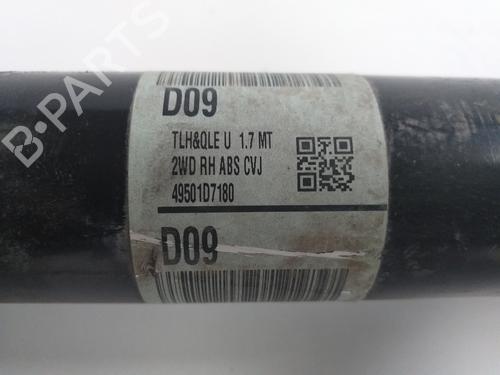 D09
TLH&QLE U 1.7 MT
2WD RH ABS CVJ
49501D7180
D09
B-PARTS